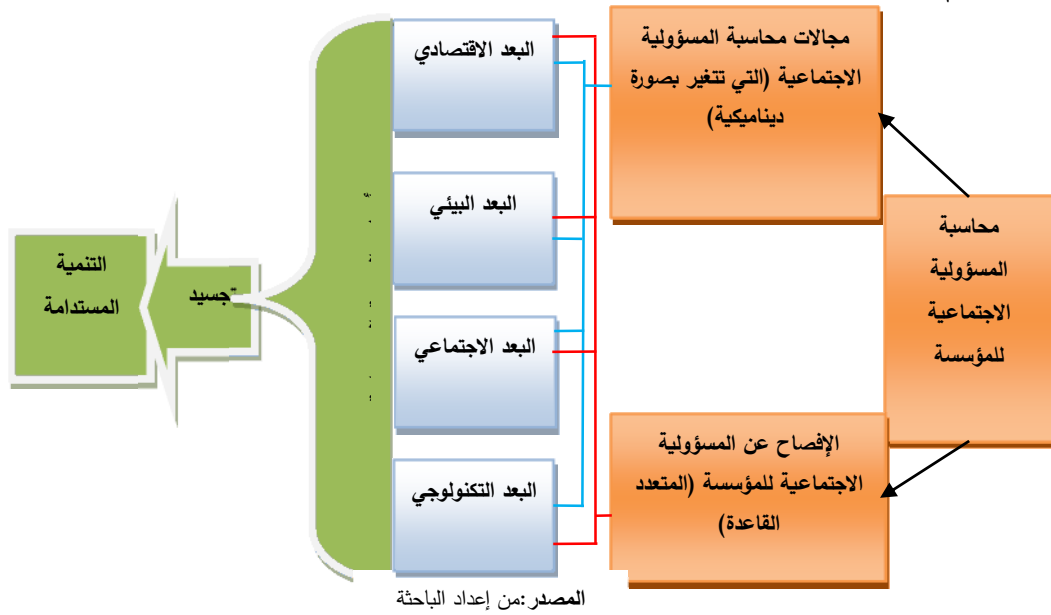 مجالات محاسبة المسؤولية
الاجتماعية (التي تتغير بصورة
ديناميكية)
محاسبة
المسؤولية
الاجتماعية
للمؤسسة
الإفصاح عن المسؤولية
الاجتماعية للمؤسسة (المتعدد
القاعدة)
البعد الاقتصادي
البعد البيئي
البعد الاجتماعي
البعد التكنولوجي
تجسيد
التنمية
المستدامة
المصدر:من إعداد الباحثة